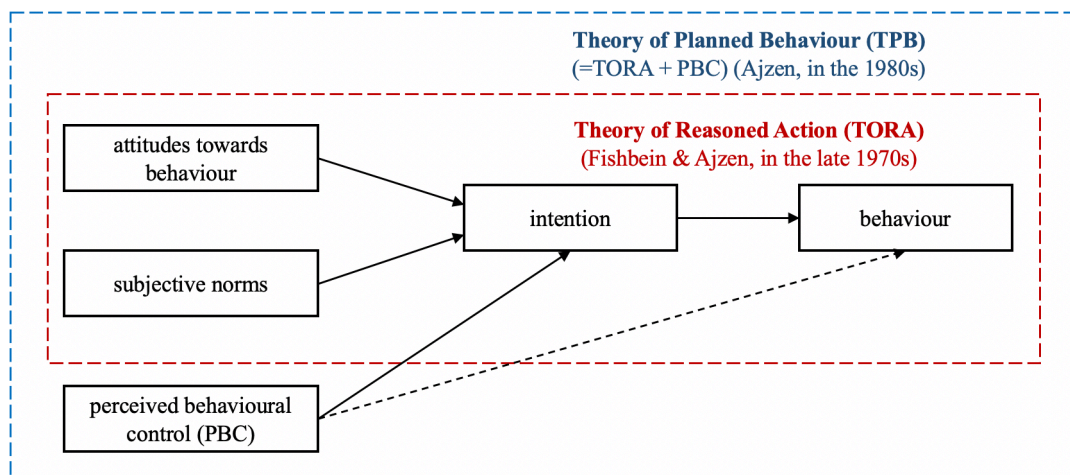 Theory of Planned Behaviour (TPB)
(=TORA + PBC) (Ajzen, in the 1980s)
Theory of Reasoned Action (TORA)
(Fishbein & Ajzen, in the late 1970s)
attitudes towards
behaviour
intention
behaviour
subjective norms
perceived behavioural
control (PBC)